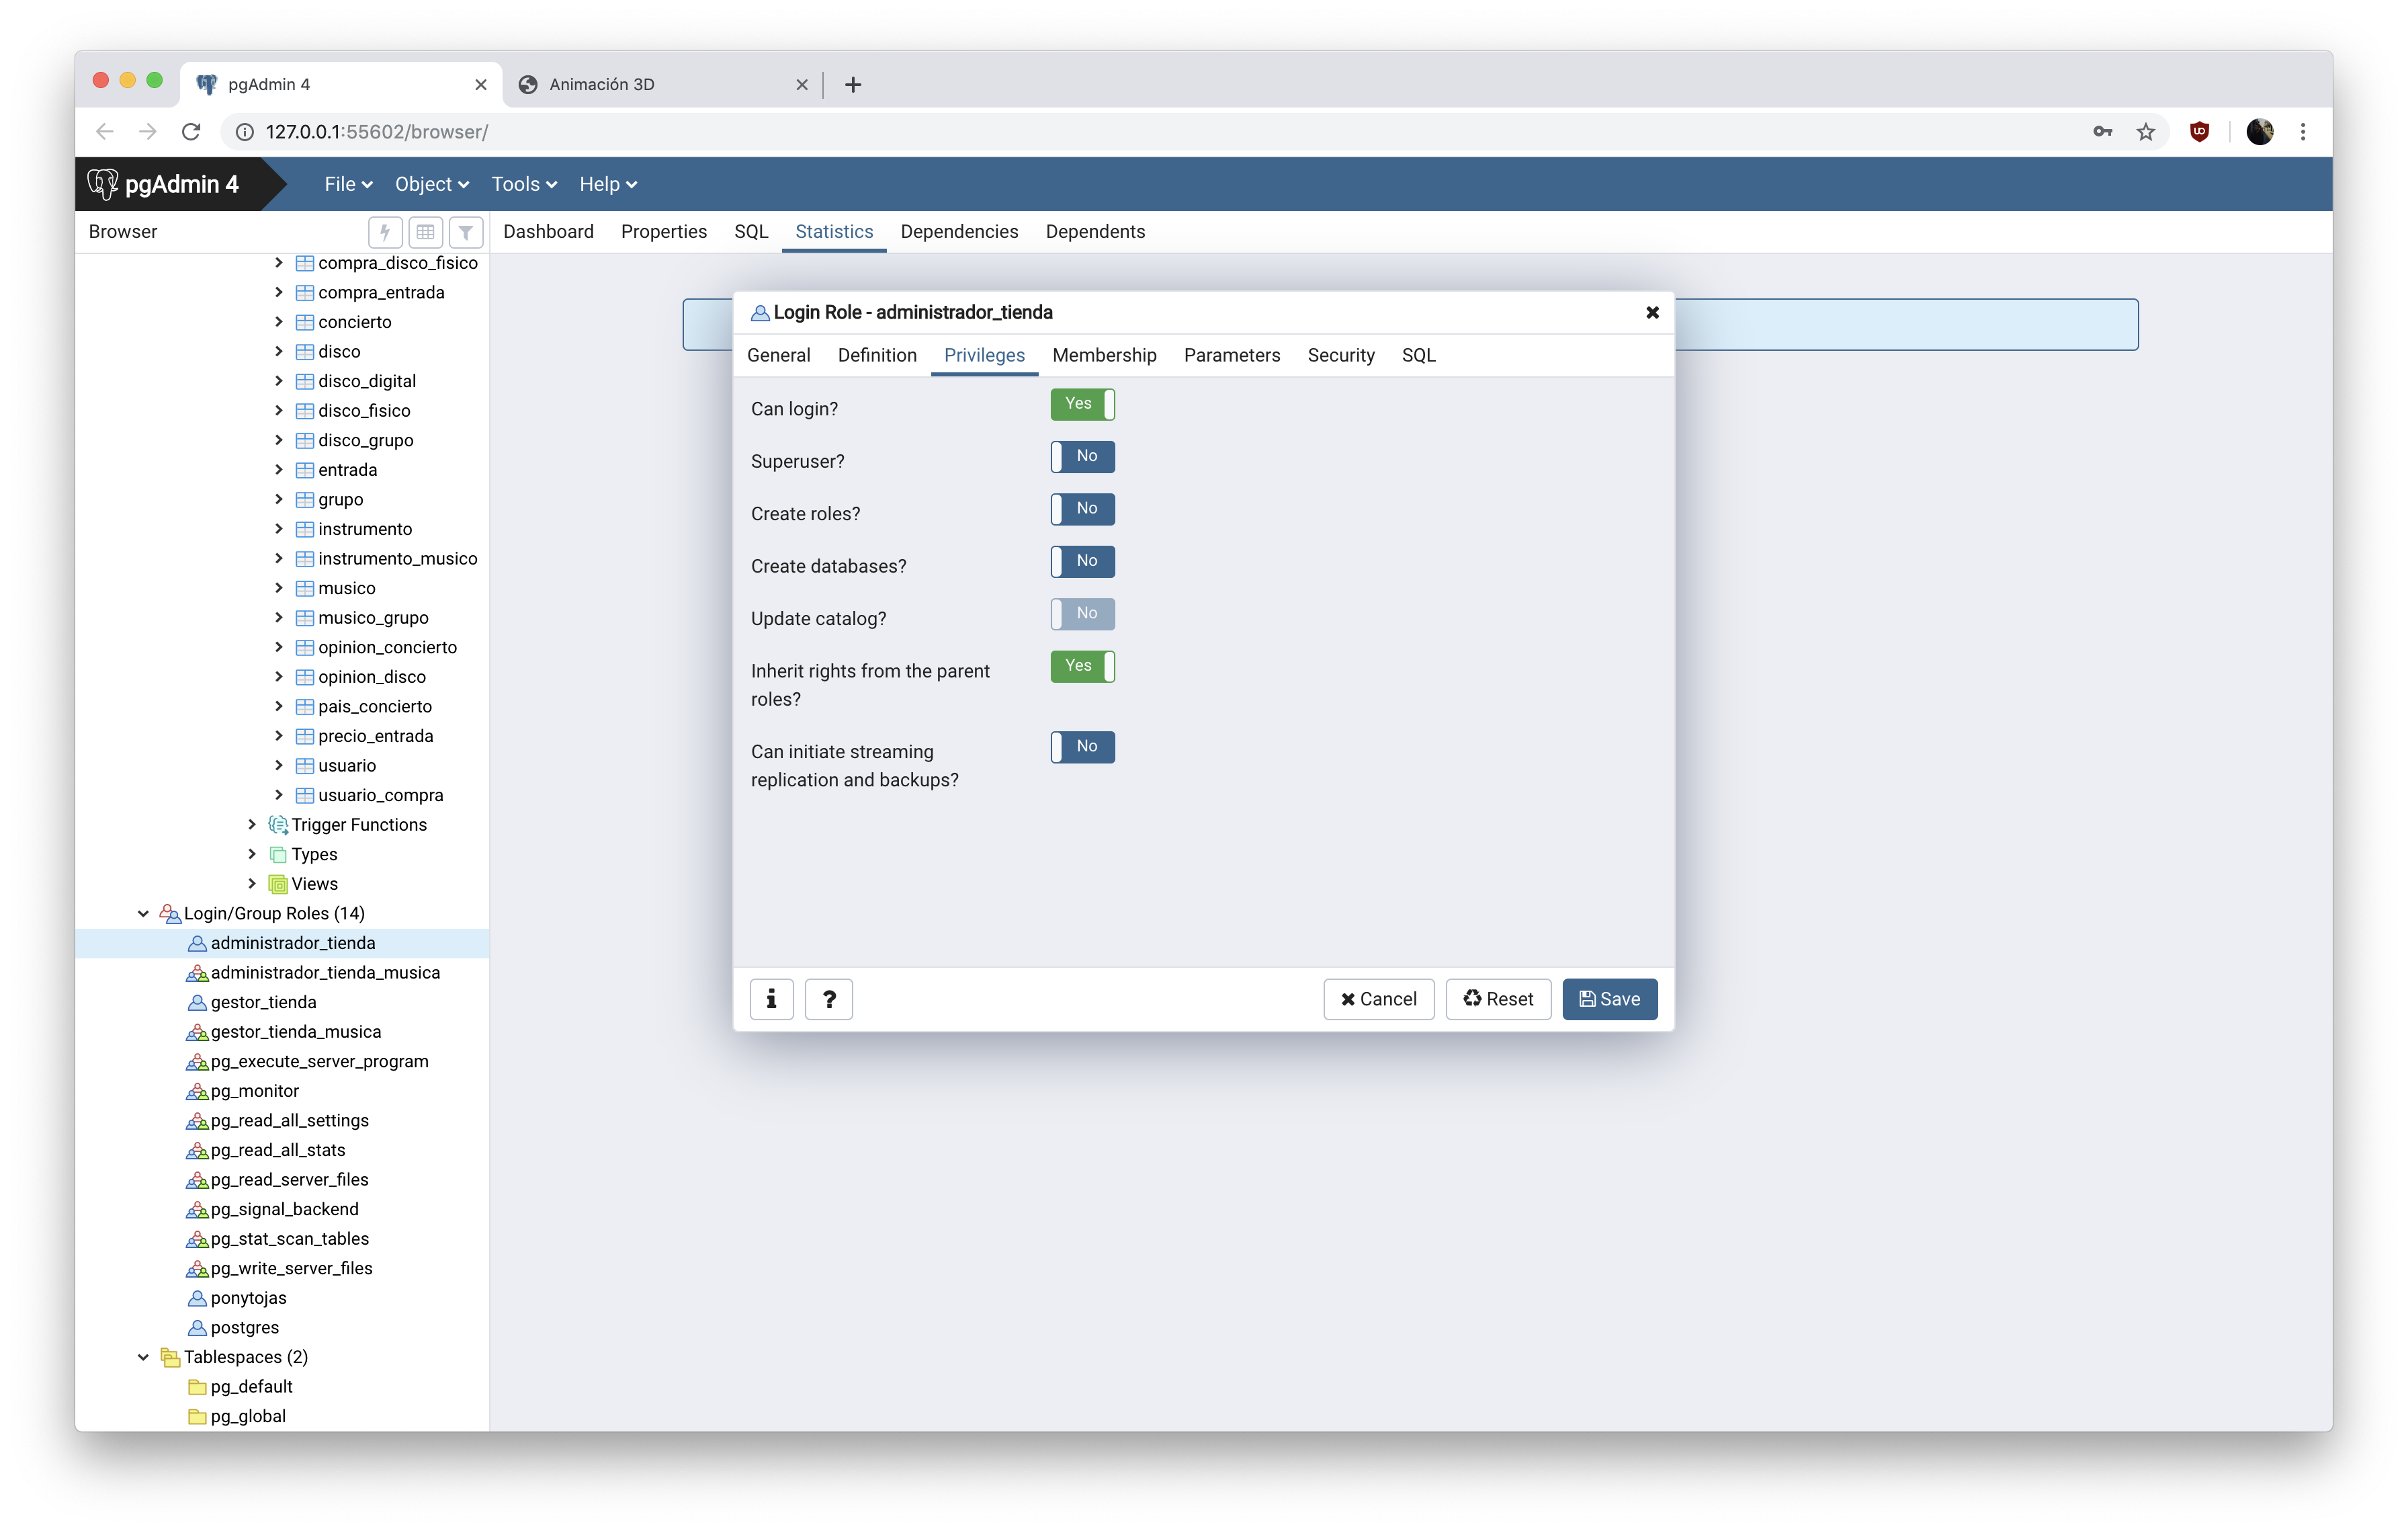 pgAdmin 4
Animación 3D
127.0.0.1:55602/browser/
pgAdmin 4
File
Object
Tools
Help
Browser
Dashboard
Properties
SQL
Statistics
Dependencies
Dependents
compra_disco_fisico
compra_entrada
concierto
disco
disco_digital
disco_fisico
disco_grupo
entrada
grupo
instrumento
instrumento_musico
musico
musico_grupo
opinion_concierto
opinion_disco
pais_concierto
precio_entrada
usuario
usuario_compra
Trigger Functions
Types
Views
Login/Group Roles (14)
administrador_tienda
administrador_tienda_musica
gestor_tienda
gestor_tienda_musica
pg_execute_server_program
pg_monitor
pg_read_all_settings
pg_read_all_stats
pg_read_server_files
pg_signal_backend
pg_stat_scan_tables
pg_write_server_files
ponytojas
postgres
Tablespaces (2)
pg_default
pg_global
Login Role - administrador_tienda
General
Definition
Privileges
Membership
Parameters
Security
SQL
Can login?
Yes
Superuser?
No
Create roles?
No
Create databases?
No
Update catalog?
No
Inherit rights from the parent
roles?
Yes
Can initiate streaming
replication and backups?
No
i
?
Cancel
Reset
Save